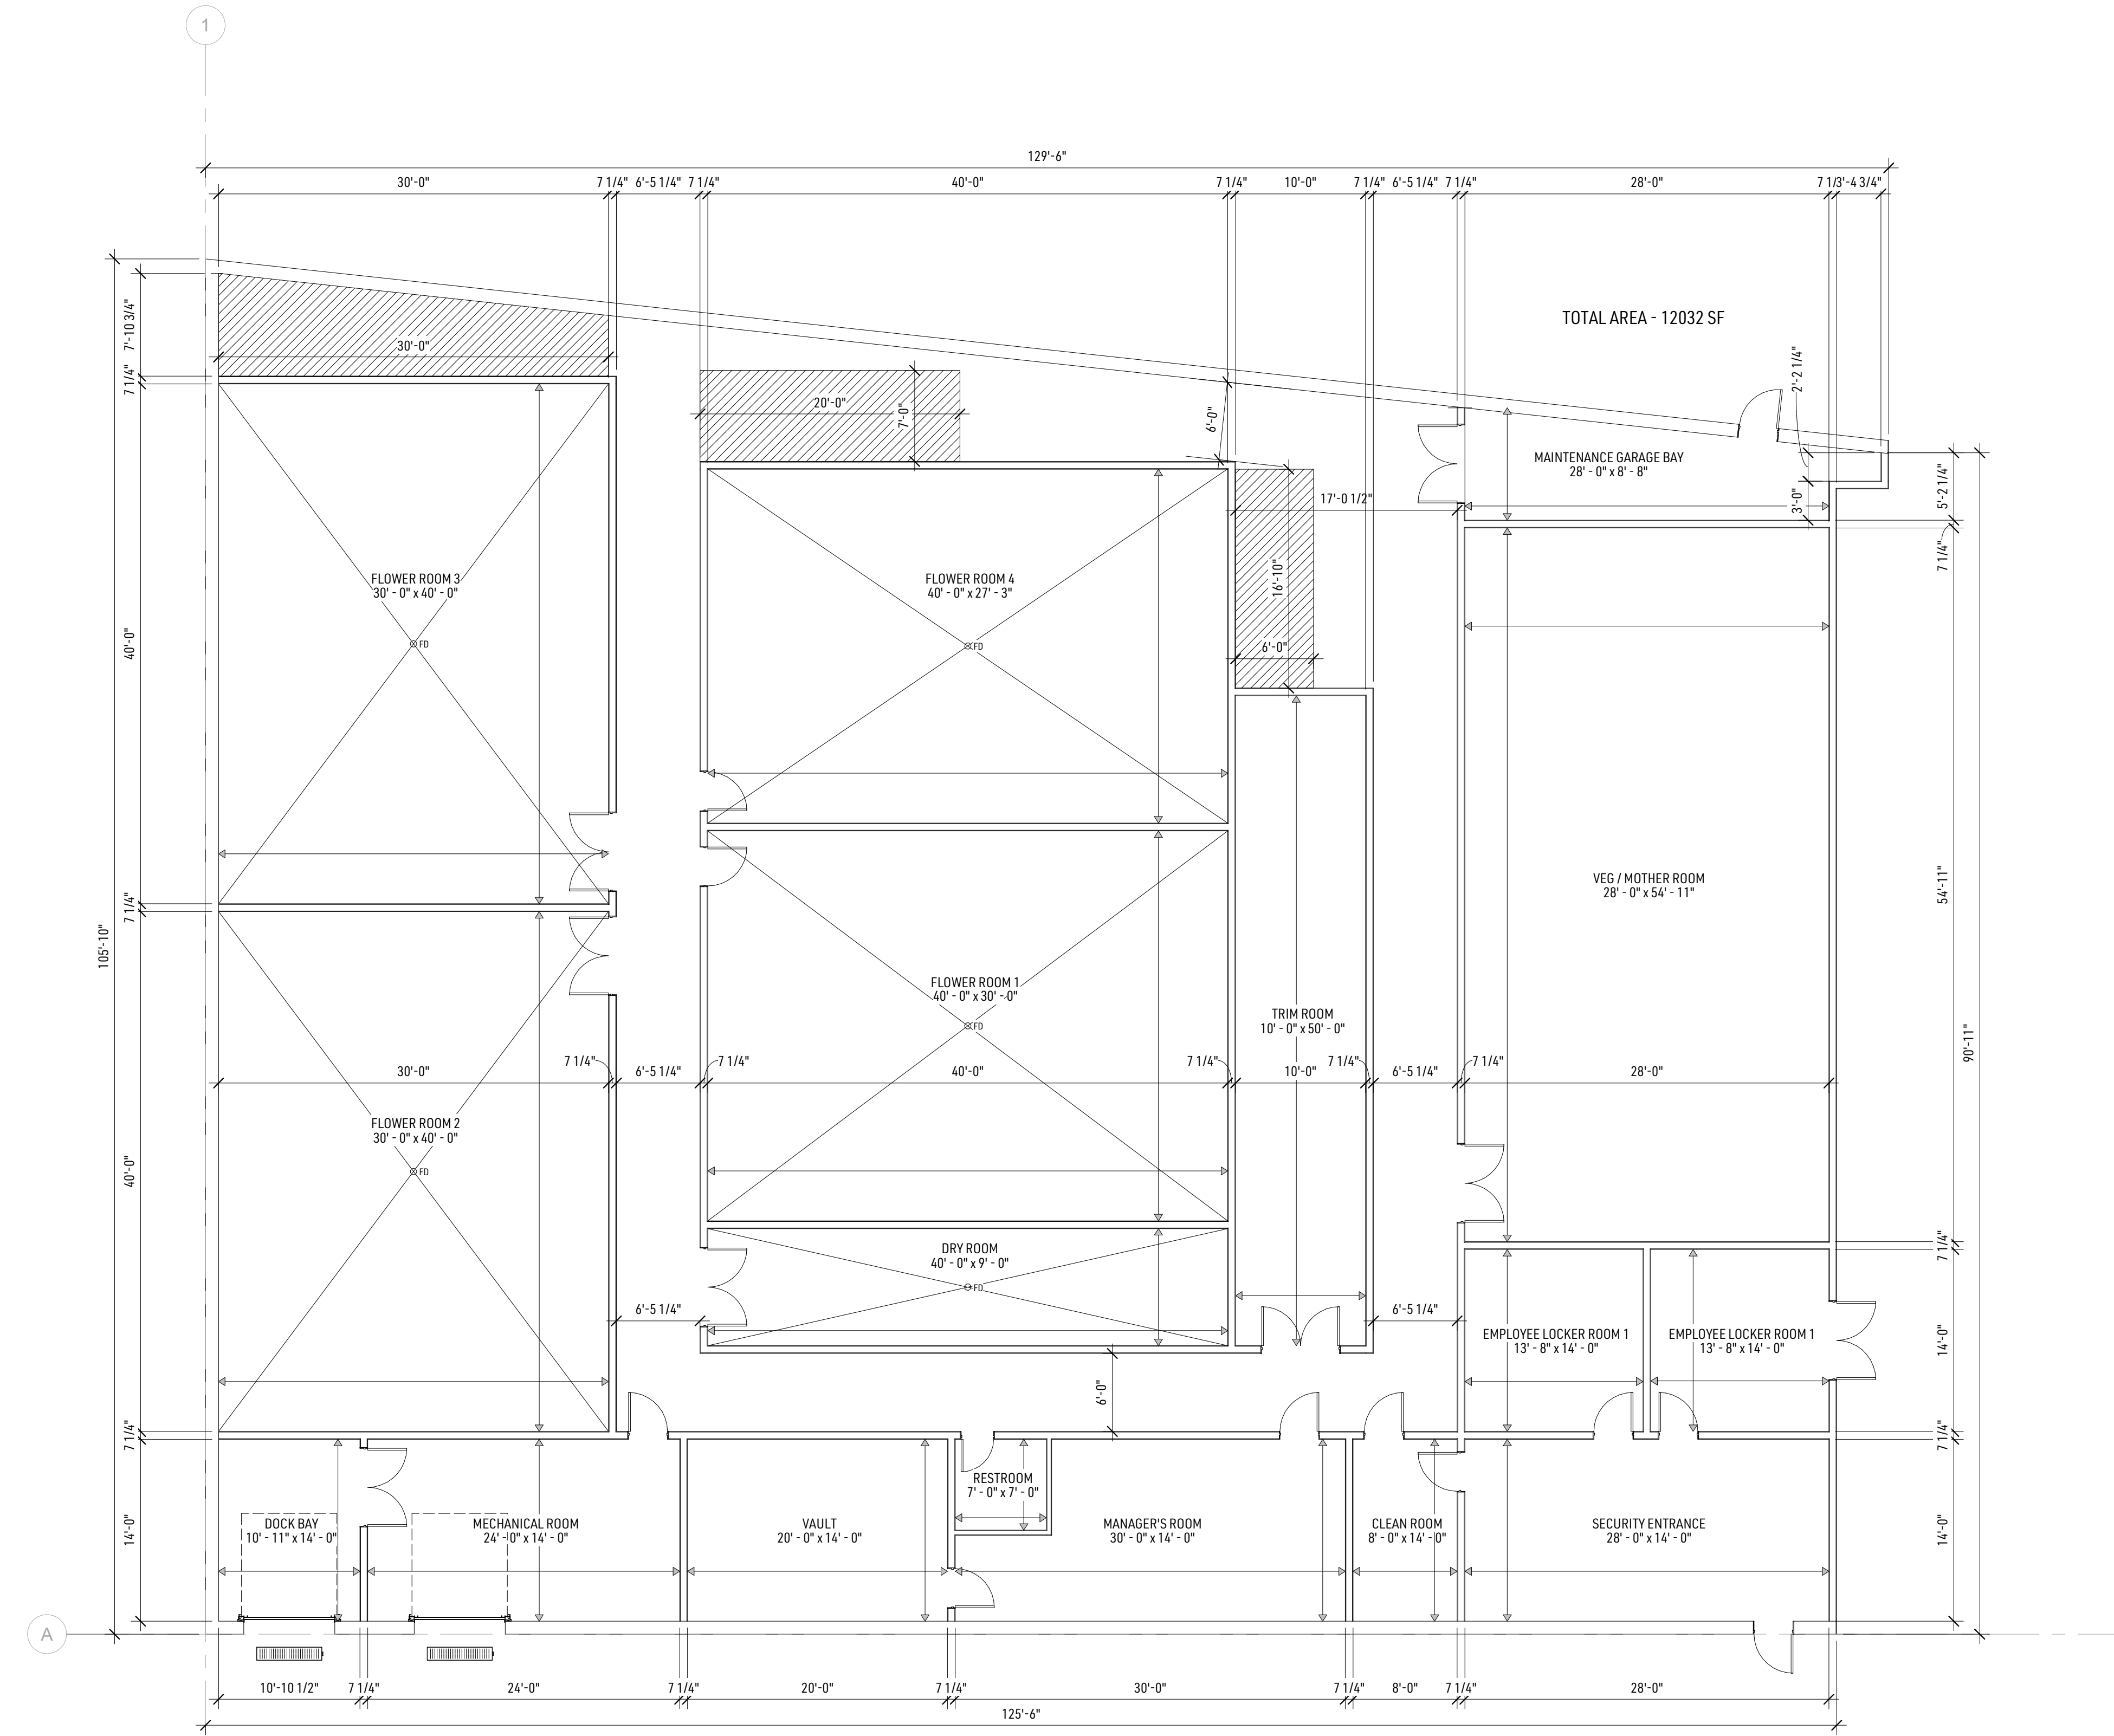 1
129'-6"
30'-0"
7 1/4"
6'-5 1/4"
7 1/4"
40'-0"
7 1/4"
10'-0"
7 1/4"
6'-5 1/4"
7 1/4"
28'-0"
7 1/
3'-4 3/4"
TOTAL AREA - 12032 SF
7'-10 3/4"
30'-0"
7 1/4"
20'-0"
7'-0"
6'-0"
2'-2 1/4"
MAINTENANCE GARAGE BAY
28' - 0" x 8' - 8"
17'-0 1/2"
3'-0"
5'-2 1/4"
7 1/4"
16'-10"
6'-0"
FLOWER ROOM 3
30' - 0" x 40' - 0"
FD
FLOWER ROOM 4
40' - 0" x 27' - 3"
FD
40'-0"
7 1/4"
105'-10"
VEG / MOTHER ROOM
28' - 0" x 54' - 11"
54'-11"
90'-11"
FLOWER ROOM 1
40' - 0" x 30' - 0"
FD
TRIM ROOM
10' - 0" x 50' - 0"
30'-0"
7 1/4"
6'-5 1/4"
7 1/4"
40'-0"
7 1/4"
10'-0"
7 1/4"
6'-5 1/4"
7 1/4"
28'-0"
FLOWER ROOM 2
30' - 0" x 40' - 0"
FD
40'-0"
DRY ROOM
40' - 0" x 9' - 0"
FD
6'-5 1/4"
6'-5 1/4"
7 1/4"
EMPLOYEE LOCKER ROOM 1
13' - 8" x 14' - 0"
EMPLOYEE LOCKER ROOM 1
13' - 8" x 14' - 0"
14'-0"
6'-0"
7 1/4"
7 1/4"
RESTROOM
7' - 0" x 7' - 0"
14'-0"
DOCK BAY
10' - 11" x 14' - 0"
MECHANICAL ROOM
24' - 0" x 14' - 0"
VAULT
20' - 0" x 14' - 0"
MANAGER'S ROOM
30' - 0" x 14' - 0"
CLEAN ROOM
8' - 0" x 14' - 0"
SECURITY ENTRANCE
28' - 0" x 14' - 0"
14'-0"
A
10'-10 1/2"
7 1/4"
24'-0"
7 1/4"
20'-0"
7 1/4"
30'-0"
7 1/4"
8'-0"
7 1/4"
28'-0"
125'-6"